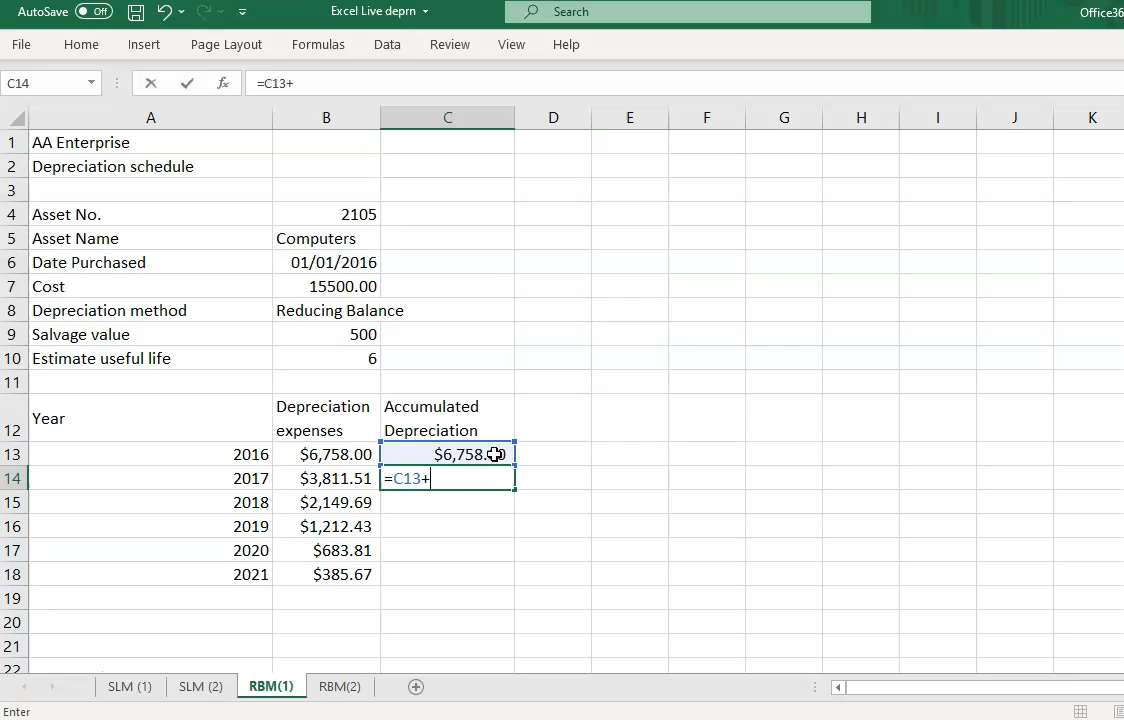 AutoSave Off Excel Live deprn Search
File Home Insert Page Layout Formulas Data Review View Help
C14 fx =C13+
A B C D E F G H I J K
1 AA Enterprise
2 Depreciation schedule
3
4 Asset No. 2105
5 Asset Name Computers
6 Date Purchased 01/01/2016
7 Cost 15500.00
8 Depreciation method Reducing Balance
9 Salvage value 500
10 Estimate useful life 6
11
Depreciation Accumulated
12 Year expenses Depreciation
13 2016 $6,758.00
14 2017 $3,811.51 =C13+
15 2018 $2,149.69
16 2019 $1,212.43
17 2020 $683.81
18 2021 $385.67
19
20
21
22
SLM (1) SLM (2) RBM(1) RBM(2)
Enter